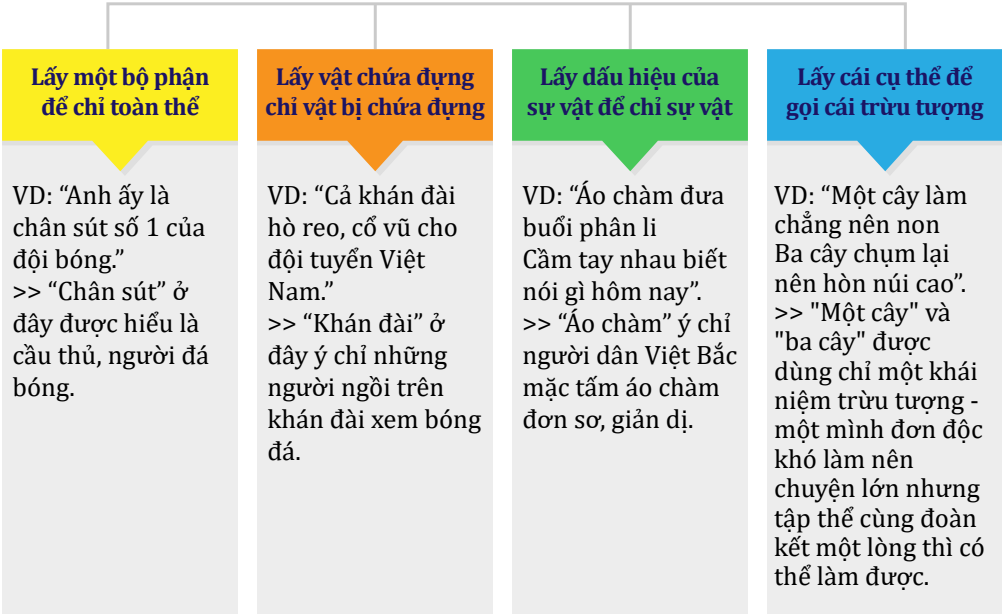 Lấy một bộ phận
để chỉ toàn thể
VD: “Anh ấy là
chân sút số 1 của
đội bóng.”
>> “Chân sút” ở
đây được hiểu là
cầu thủ, người đá
bóng.
Lấy vật chứa đựng
chỉ vật bị chứa đựng
VD: “Cả khán đài
hò reo, cổ vũ cho
đội tuyển Việt
Nam.”
>> “Khán đài” ở
đây ý chỉ những
người ngồi trên
khán đài xem bóng
đá.
Lấy dấu hiệu của
sự vật để chỉ sự vật
VD: “Áo chàm đưa
buổi phân li
Cầm tay nhau biết
nói gì hôm nay”.
>> “Áo chàm” ý chỉ
người dân Việt Bắc
mặc tấm áo chàm
đơn sơ, giản dị.
Lấy cái cụ thể để
gọi cái trừu tượng
VD: “Một cây làm
chẳng nên non
Ba cây chụm lại
nên hòn núi cao”.
>> "Một cây" và
"ba cây" được
dùng chỉ một khái
niệm trừu tượng -
một mình đơn độc
khó làm nên
chuyện lớn nhưng
tập thể cùng đoàn
kết một lòng thì có
thể làm được.